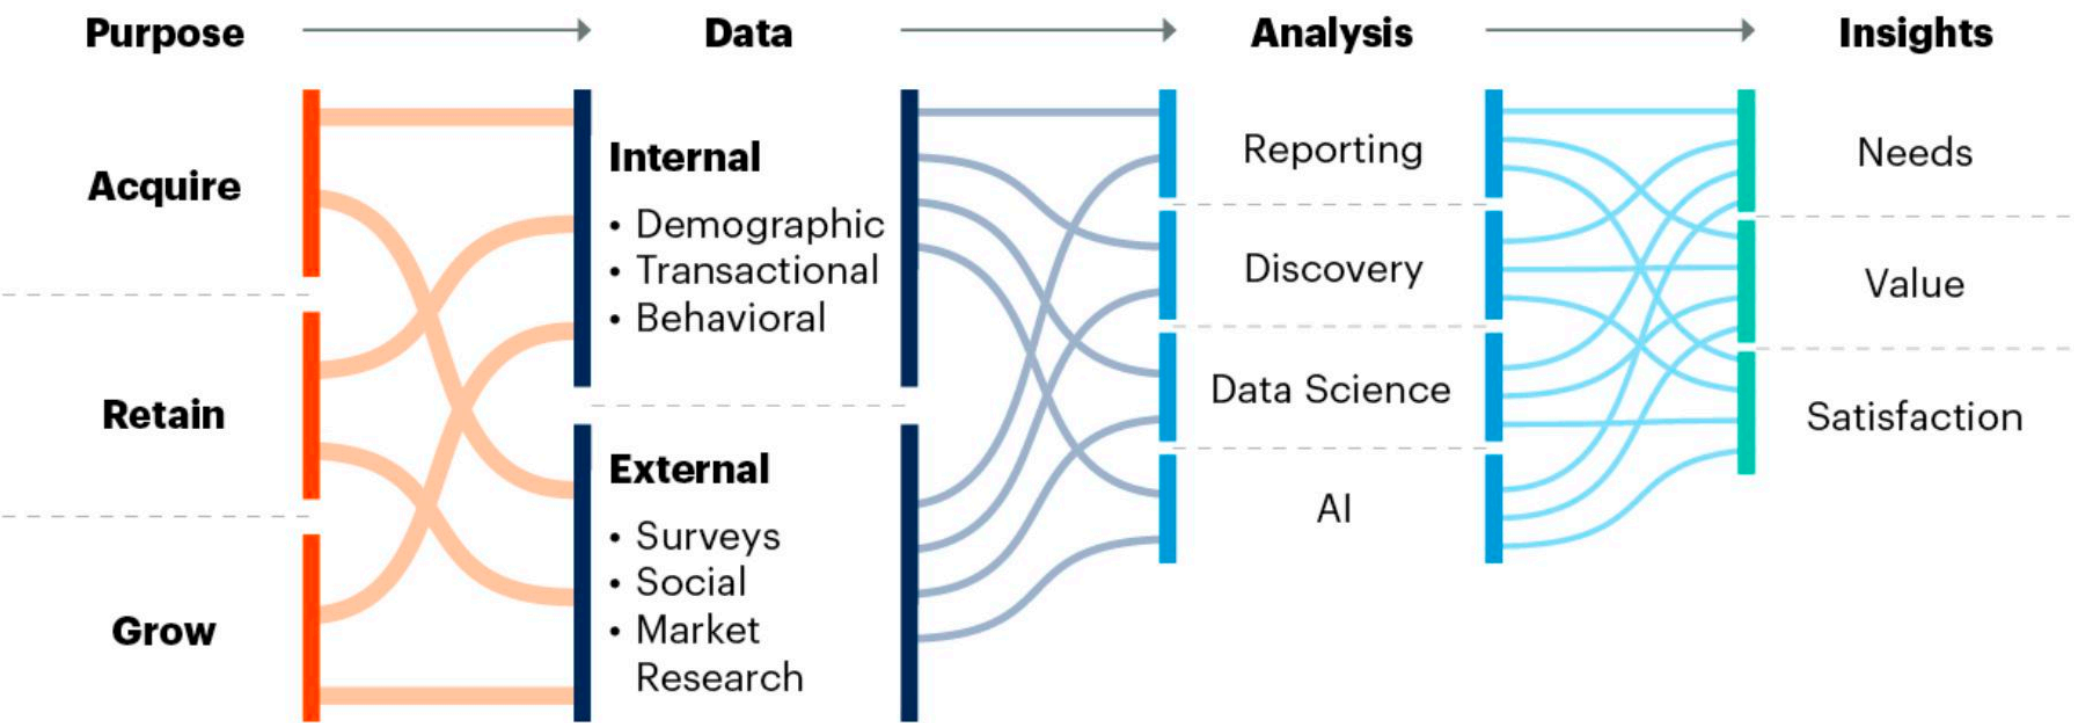 Purpose
Data
Analysis
Insights
Acquire
Retain
Grow
Internal
• Demographic
• Transactional
• Behavioral
External
• Surveys
• Social
• Market
Research
Reporting
Discovery
Data Science
AI
Needs
Value
Satisfaction